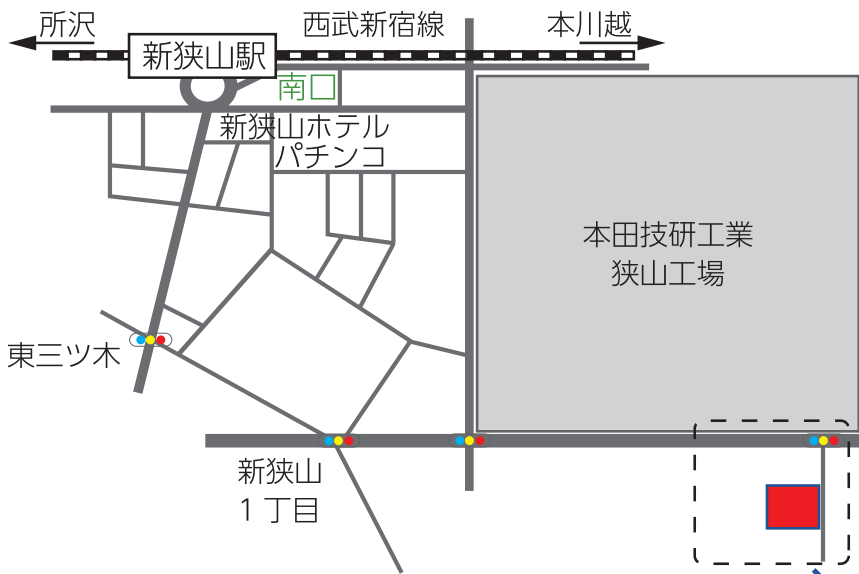 所沢
西武新宿線
本川越
新狭山駅
南口
新狭山ホテル
パチンコ
本田技研工業
狭山工場
東三ツ木
新狭山
1丁目